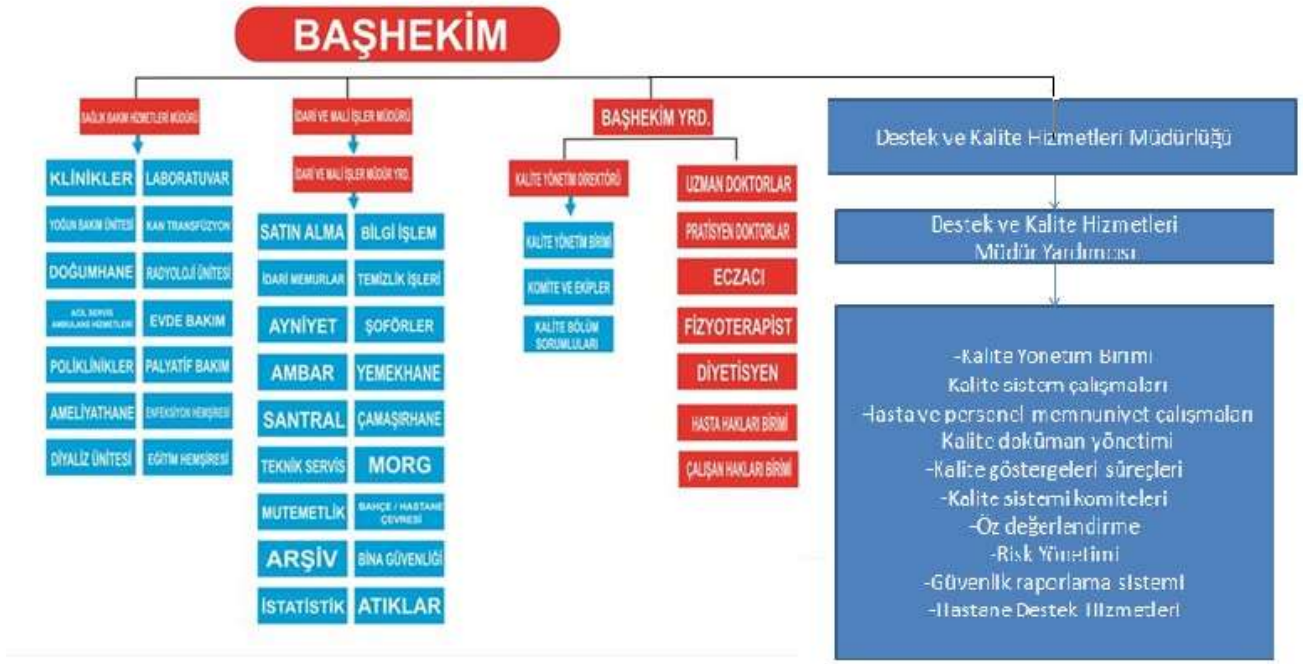 BAŞHEKİM
SAĞLIK BAKIM HİZMETLERİ MÜDÜRÜ
KLİNİKLER
LABORATUVAR
YOĞUN BAKIM ÜNİTESİ
KAN TRANSFÜZYON
DOĞUMHANE
RADYOLOJİ ÜNİTESİ
ACİL SERVİS
AMBULANS HİZMETLERİ
EVDE BAKIM
POLİKLİNİKLER
PALYATİF BAKIM
AMELİYATHANE
ENFEKSİYON HEMŞİRESİ
DİYALİZ ÜNİTESİ
EĞİTİM HEMŞİRESİ
İDARİ VE MALİ İŞLER MÜDÜRÜ
İDARİ VE MALİ İŞLER MÜDÜR YRD.
SATIN ALMA
BİLGİ İŞLEM
İDARİ MEMURLAR
TEMİZLİK İŞLERİ
AYNİYET
ŞOFÖRLER
AMBAR
YEMEKHANE
SANTRAL
ÇAMAŞIRHANE
TEKNİK SERVİS
MORG
MUTEMETLİK
BAHÇE / HASTANE
ÇEVRESİ
ARŞİV
BİNA GÜVENLİĞİ
İSTATİSTİK
ATIKLAR
BAŞHEKİM YRD.
KALİTE YÖNETİM DİREKTÖRÜ
KALİTE YÖNETİM BİRİMİ
KOMİTE VE EKİPLER
KALİTE BÖLÜM
SORUMLULARI
UZMAN DOKTORLAR
PRATİSYEN DOKTORLAR
ECZACI
FİZYOTERAPİST
DİYETİSYEN
HASTA HAKLARI BİRİMİ
ÇALIŞAN HAKLARI BİRİMİ
Destek ve Kalite Hizmetleri Müdürlüğü
Destek ve Kalite Hizmetleri
Müdür Yardımcısı
-Kalite Yönetim Birimi
Kalite sistem çalışmaları
-Hasta ve personel memnuniyet çalışmaları
Kalite doküman yönetimi
-Kalite göstergeleri süreçleri
-Kalite sistemi komiteleri
-Öz değerlendirme
-Risk Yönetimi
-Güvenlik raporlama sistemi
-Hastane Destek Hizmetleri